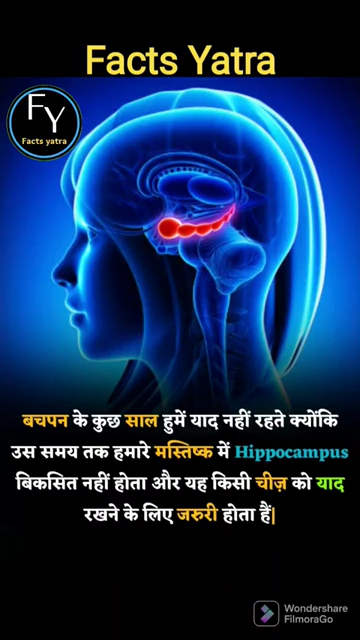 Facts Yatra
FY
Facts yatra
बचपन के कुछ साल हुमें याद नहीं रहते क्योंकि
उस समय तक हमारे मस्तिष्क में Hippocampus
बिकसित नहीं होता और यह किसी चीज़ को याद
रखने के लिए जरुरी होता हैं|
Wondershare
FilmoraGo